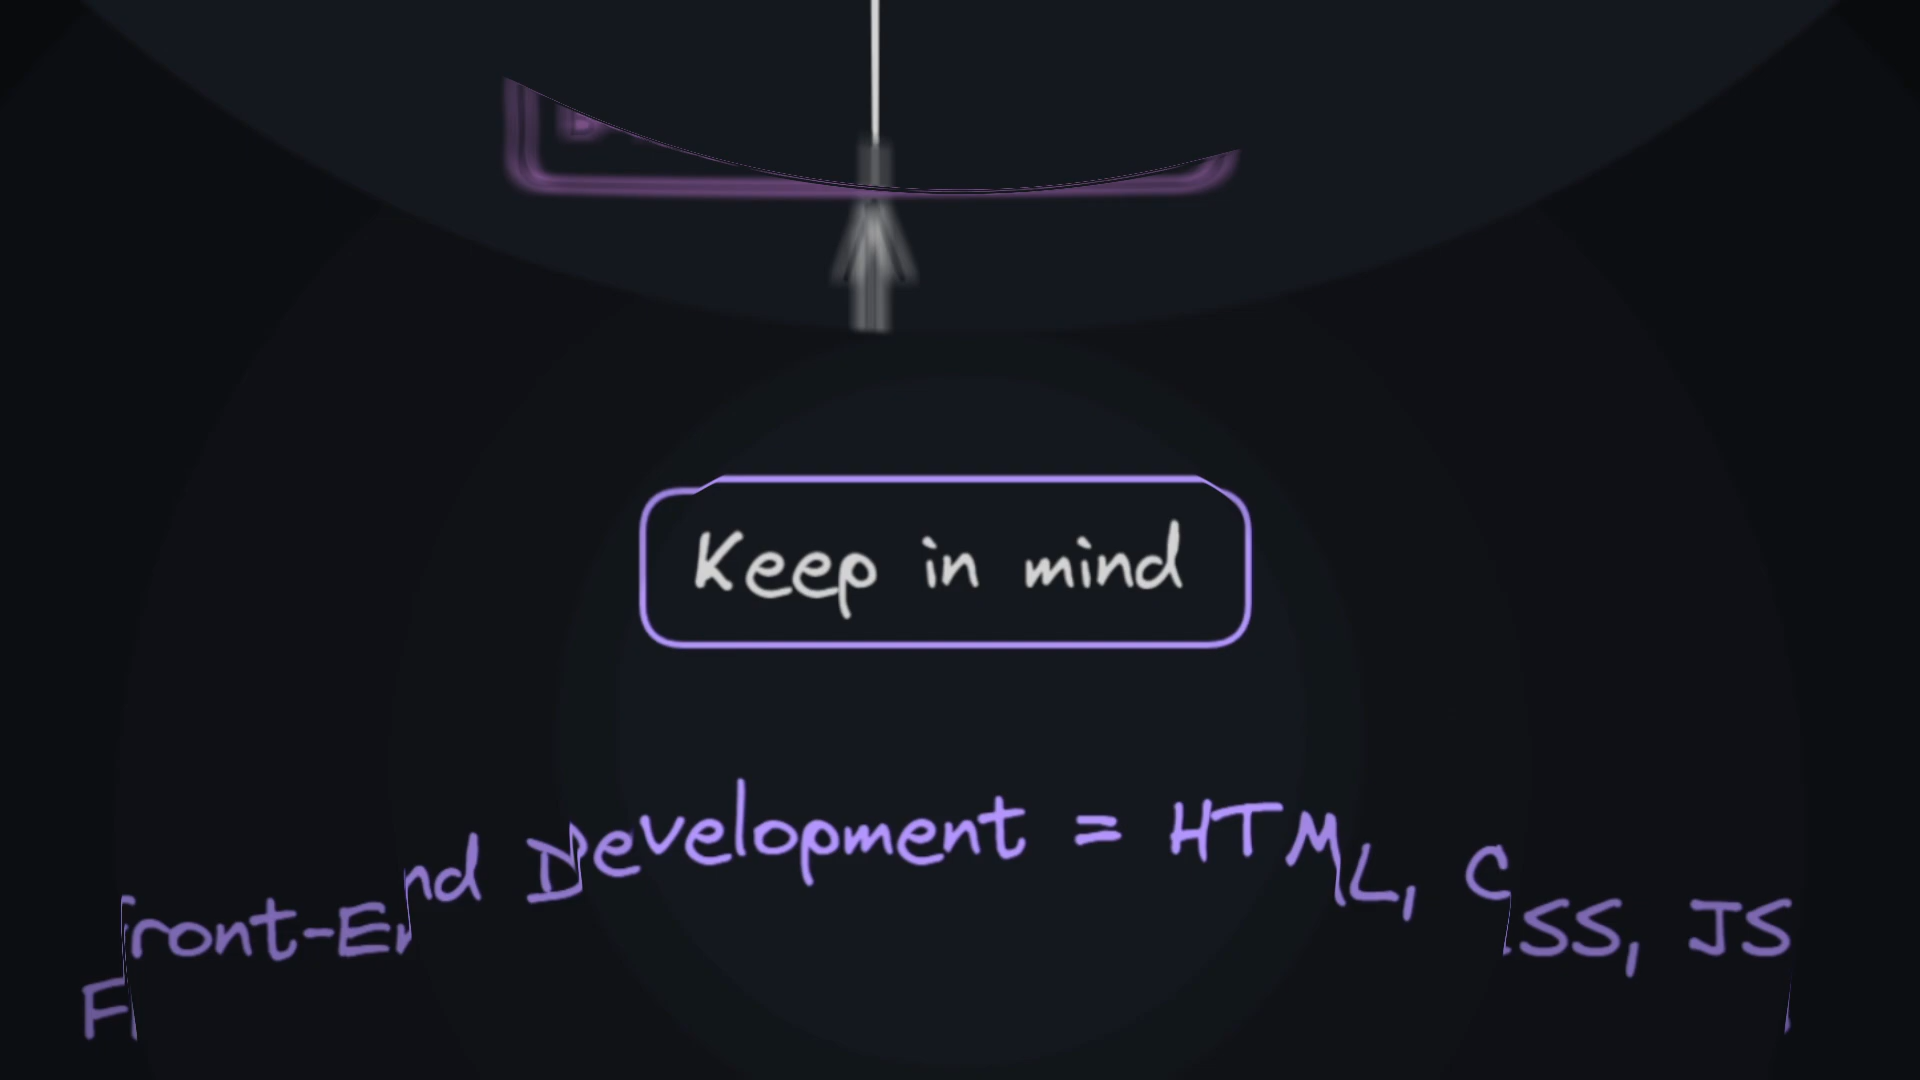 Keep in mind
Front-End Development = HTML, CSS, JS